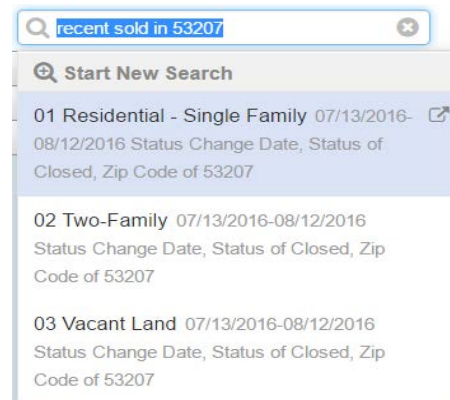 recent sold in 53207
Start New Search
01 Residential - Single Family 07/13/2016-
08/12/2016 Status Change Date, Status of
Closed, Zip Code of 53207
02 Two-Family 07/13/2016-08/12/2016
Status Change Date, Status of Closed, Zip
Code of 53207
03 Vacant Land 07/13/2016-08/12/2016
Status Change Date, Status of Closed, Zip
Code of 53207